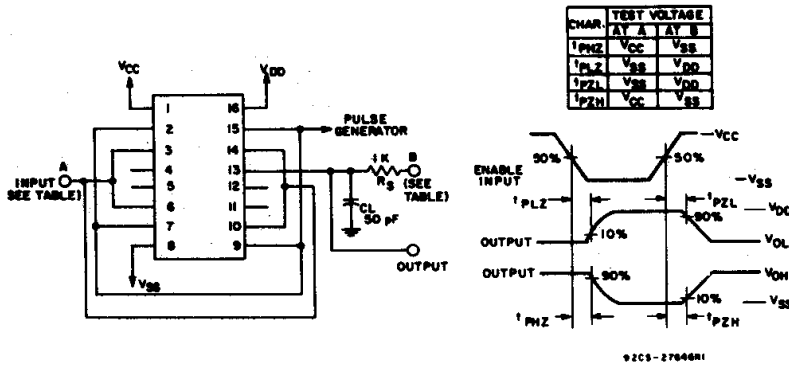 CHAR. TEST VOLTAGE
AT A AT B
tPHZ VCC VSS
tPLZ VSS VDD
tPZL VSS VDD
tPZH VCC VSS
VCC
VDD
1 16
2 15
3 14
4 13
5 12
6 11
7 10
8 9
PULSE
GENERATOR
A
INPUT
SEE TABLE)
1K
RS
B
(SEE
TABLE)
CL
50 pF
OUTPUT
VSS
VCC
90%
50%
ENABLE
INPUT
VSS
tPLZ
tPZL
VDD
90%
10%
OUTPUT
VOL
OUTPUT
VOH
90%
10%
VSS
tPHZ
tPZH
92CS-27646R1